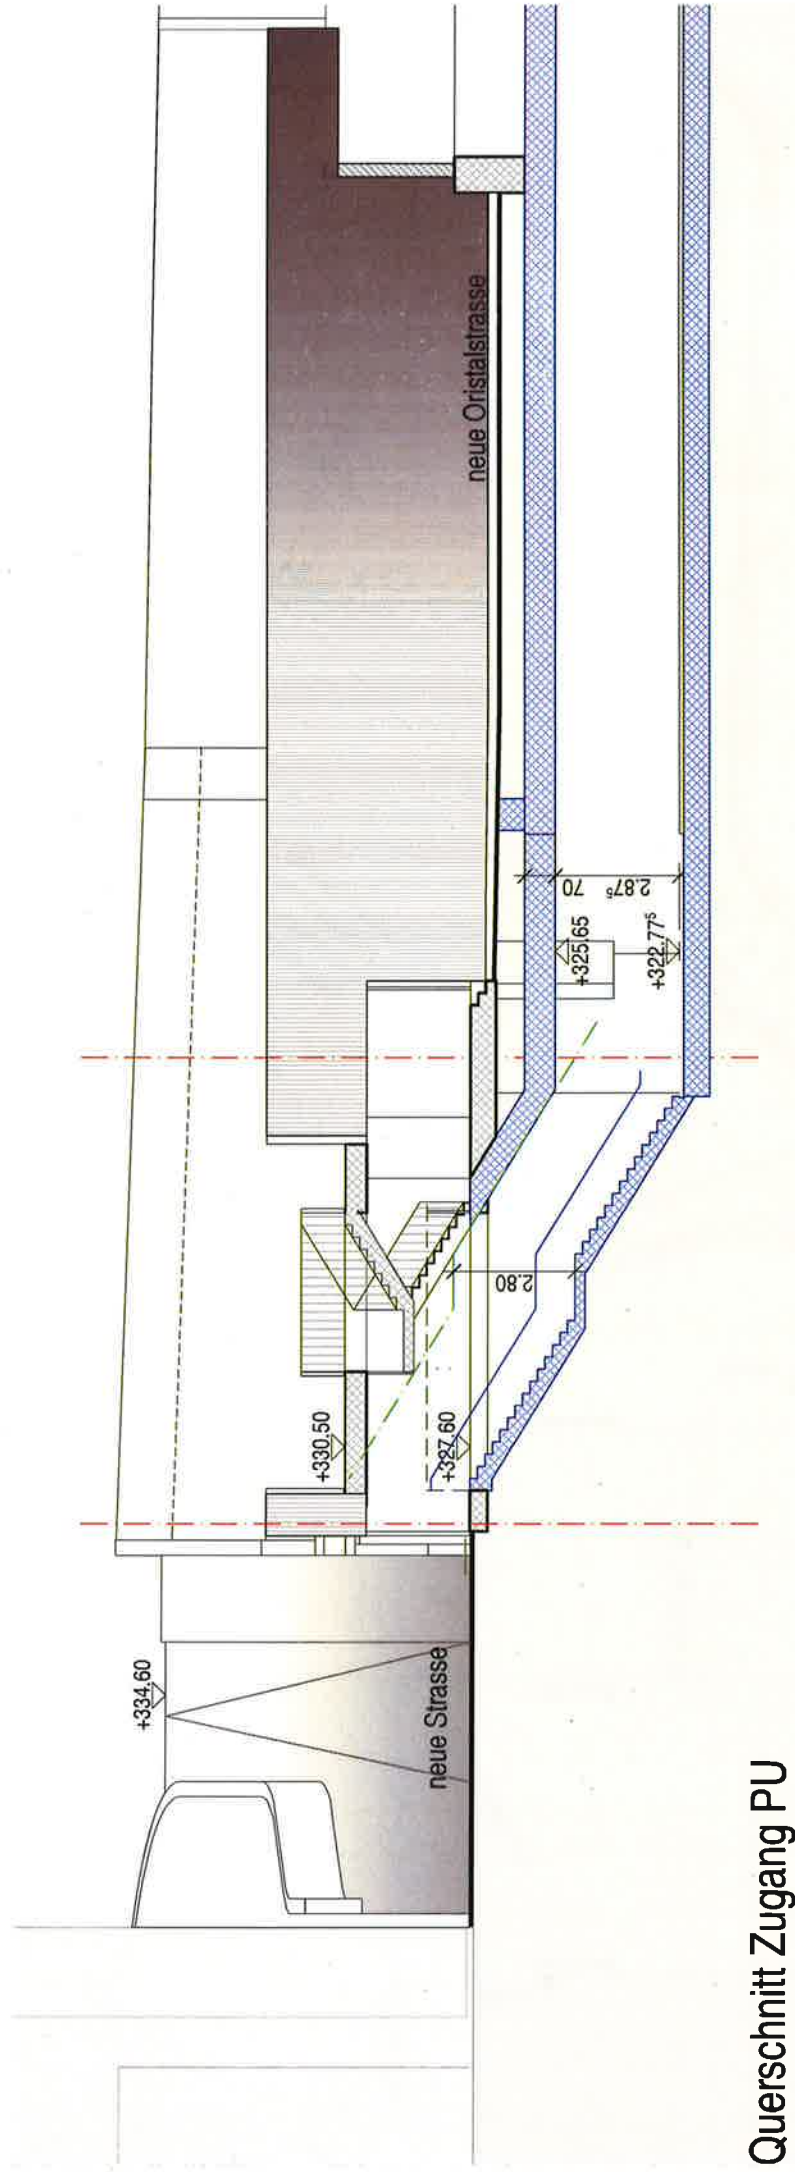 +334.60
+330.50
+327.60
neue Strasse
neue Oristalstrasse
2.80
70
2.87⁵
+325.65
+322.77⁵
Querschnitt Zugang PU